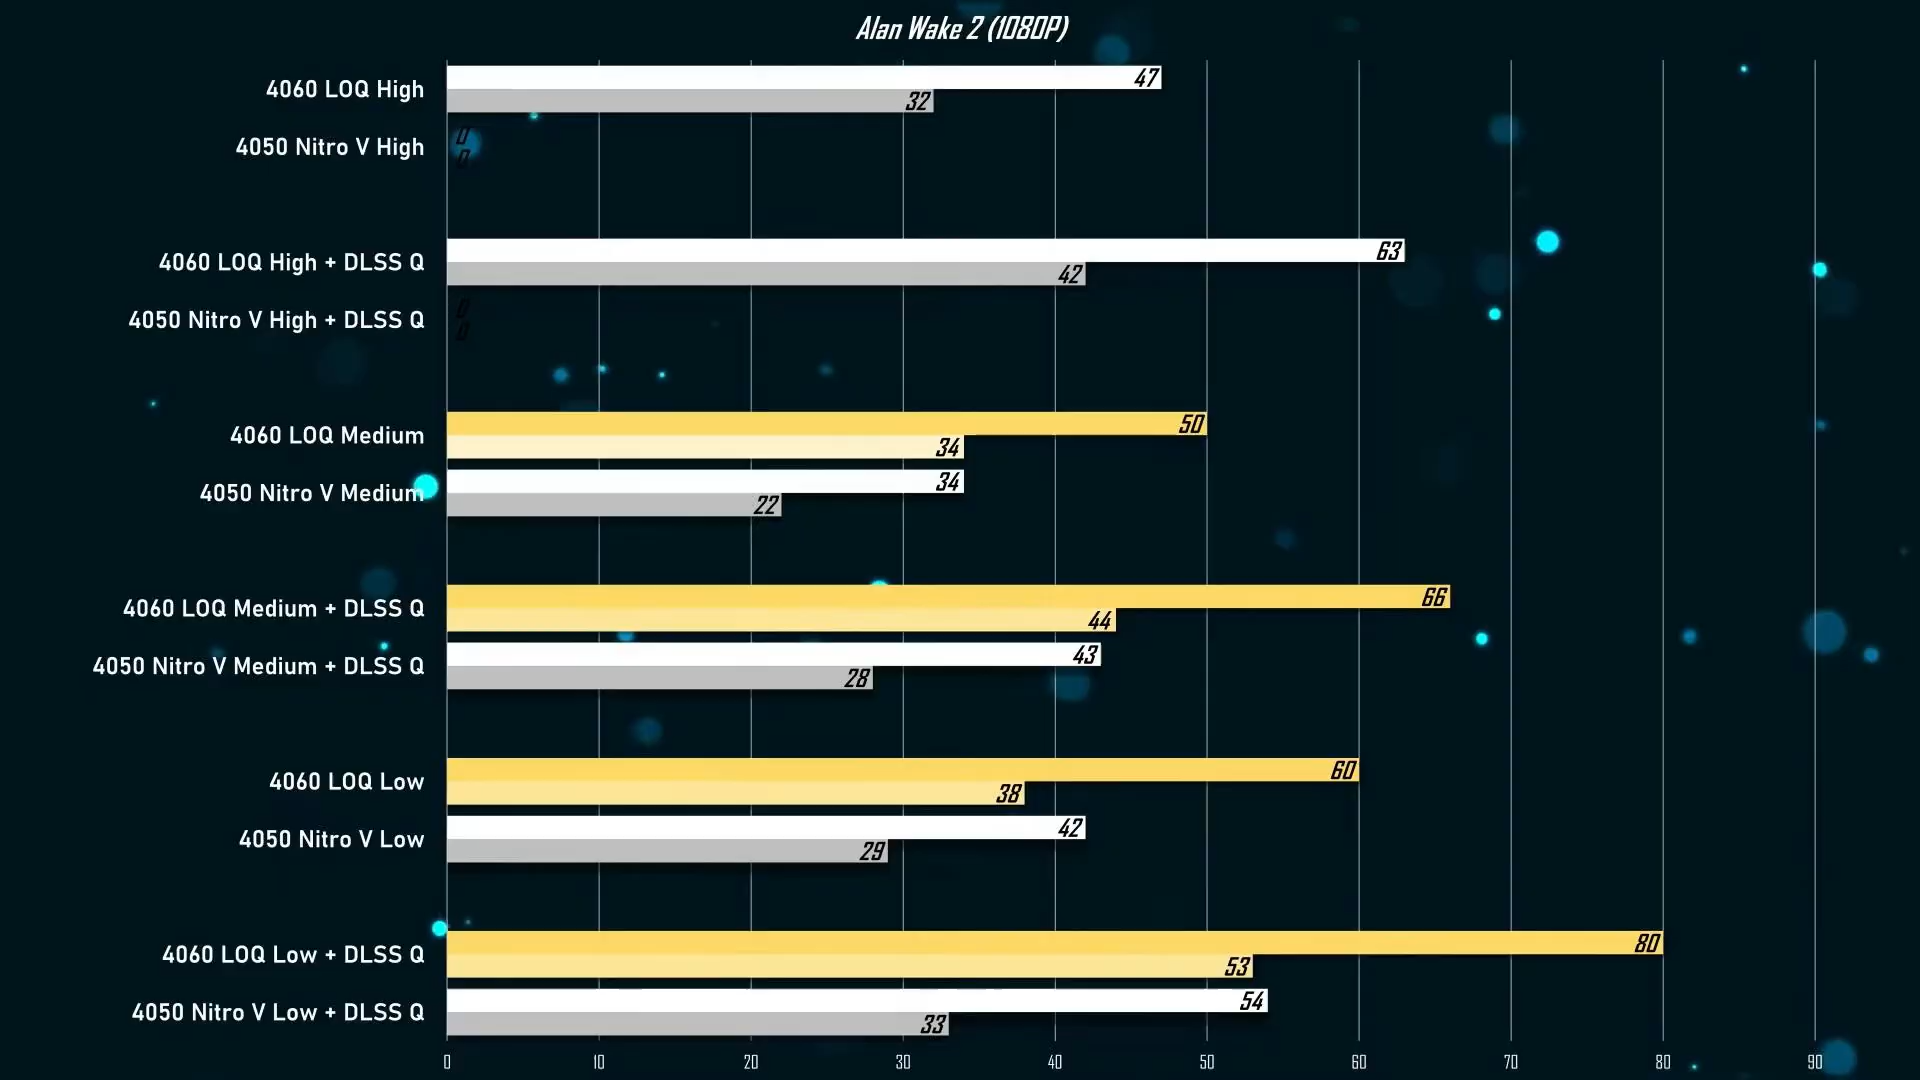 Alan Wake 2 (1080P)
4060 LOQ High
47
32
4050 Nitro V High
0
0
4060 LOQ High + DLSS Q
63
42
4050 Nitro V High + DLSS Q
0
0
4060 LOQ Medium
50
34
4050 Nitro V Medium
34
22
4060 LOQ Medium + DLSS Q
66
44
4050 Nitro V Medium + DLSS Q
43
28
4060 LOQ Low
60
38
4050 Nitro V Low
42
29
4060 LOQ Low + DLSS Q
80
53
4050 Nitro V Low + DLSS Q
54
33
0 10 20 30 40 50 60 70 80 90